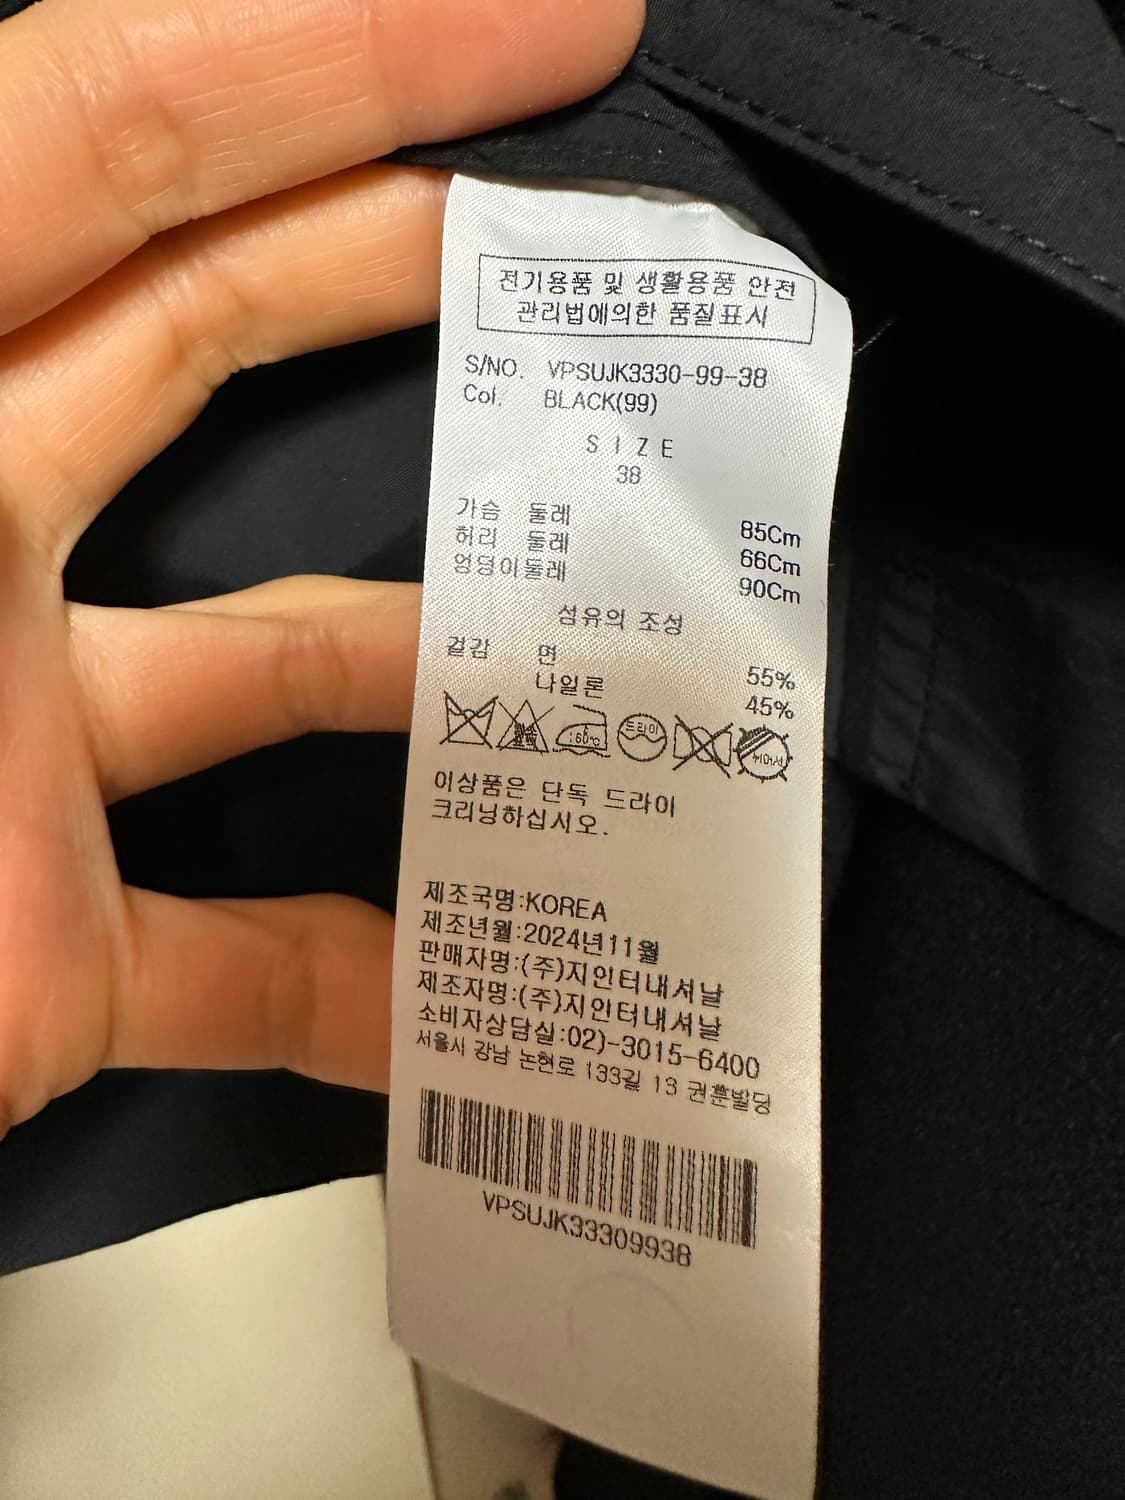 전기용품 및 생활용품 안전
관리법에의한 품질표시
S/NO. VPSUJK3330-99-38
Col. BLACK(99)
SIZE
38
가슴 둘레 85Cm
허리 둘레 66Cm
엉덩이둘레 90Cm
섬유의 조성
겉감 면 55%
나일론 45%
160℃ 드라이
이상품은 단독 드라이
크리닝하십시오.
제조국명:KOREA
제조년월:2024년11월
판매자명:(주)지인터내셔날
제조자명:(주)지인터내셔날
소비자상담실:02)-3015-6400
서울시 강남 논현로 133길 13 권훈빌딩
VPSUJK33309938